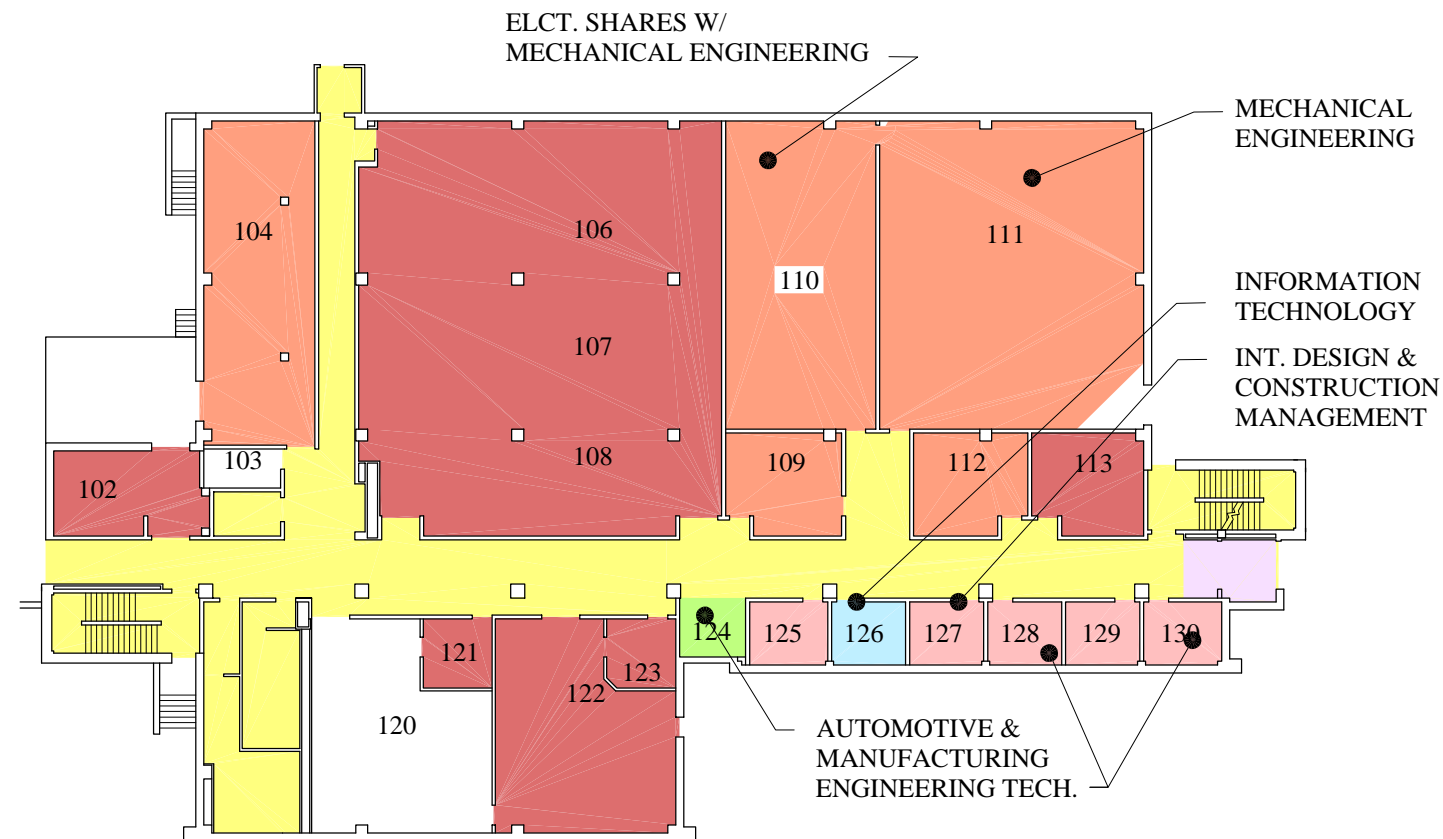 ELCT. SHARES W/
MECHANICAL ENGINEERING
MECHANICAL
ENGINEERING
104
106
111
110
INFORMATION
TECHNOLOGY
107
INT. DESIGN &
CONSTRUCTION
MANAGEMENT
103
108
109
112
113
102
124
125
126
127
128
129
130
121
123
122
120
AUTOMOTIVE &
MANUFACTURING
ENGINEERING TECH.